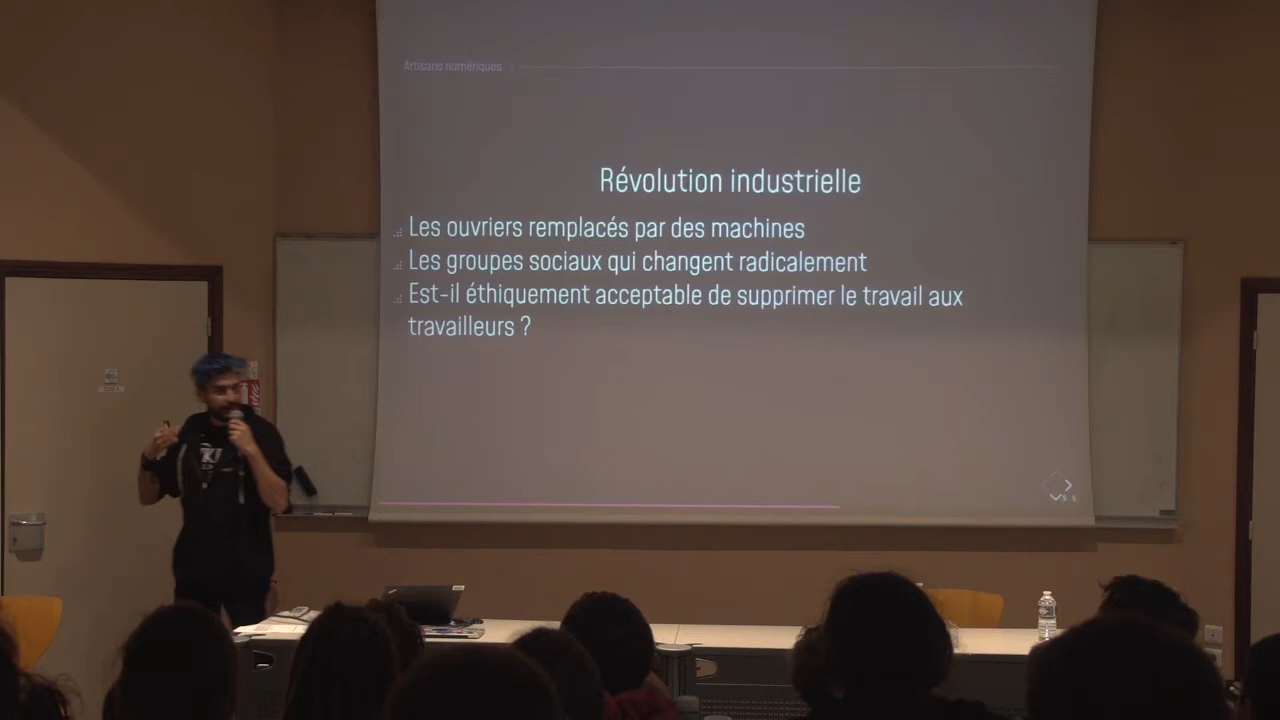 Artisans numériques
Révolution industrielle
Les ouvriers remplacés par des machines
Les groupes sociaux qui changent radicalement
Est-il éthiquement acceptable de supprimer le travail aux
travailleurs ?